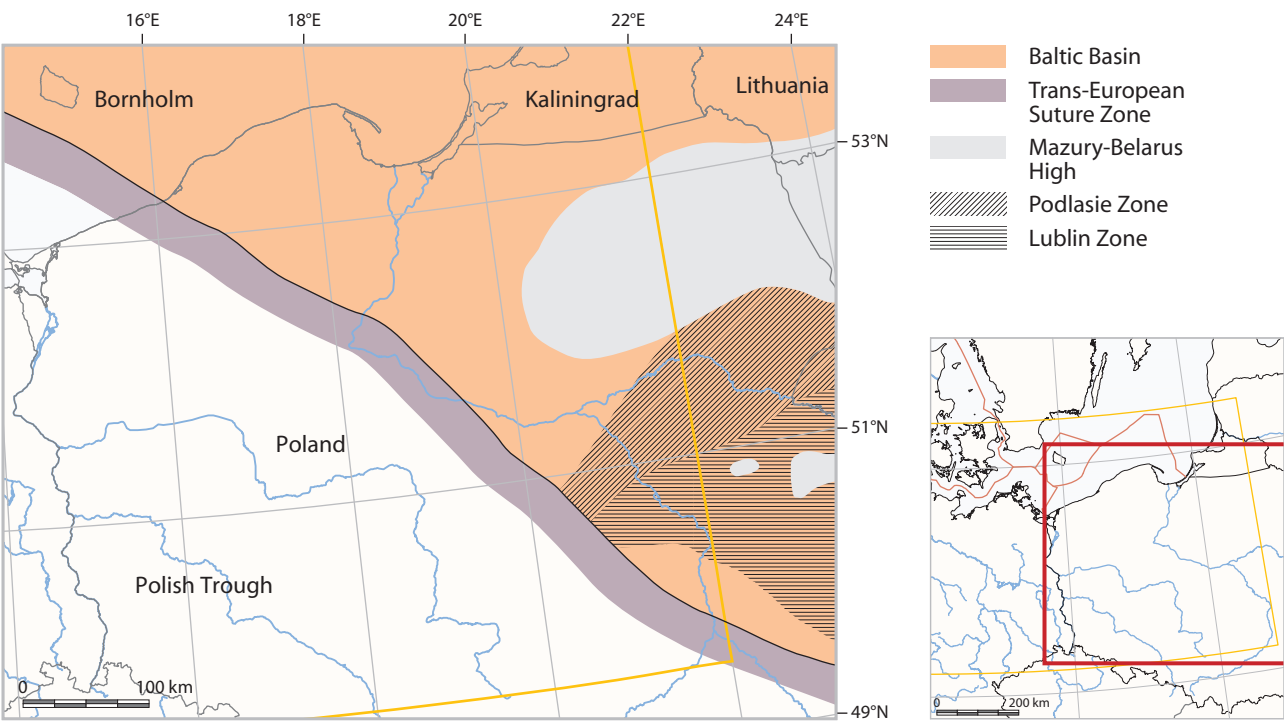 16°E 18°E 20°E 22°E 24°E
Bornholm
Kaliningrad
Lithuania
53°N
51°N
Poland
Polish Trough
0 100 km
49°N
Baltic Basin
Trans-European
Suture Zone
Mazury-Belarus
High
Podlasie Zone
Lublin Zone
0 200 km